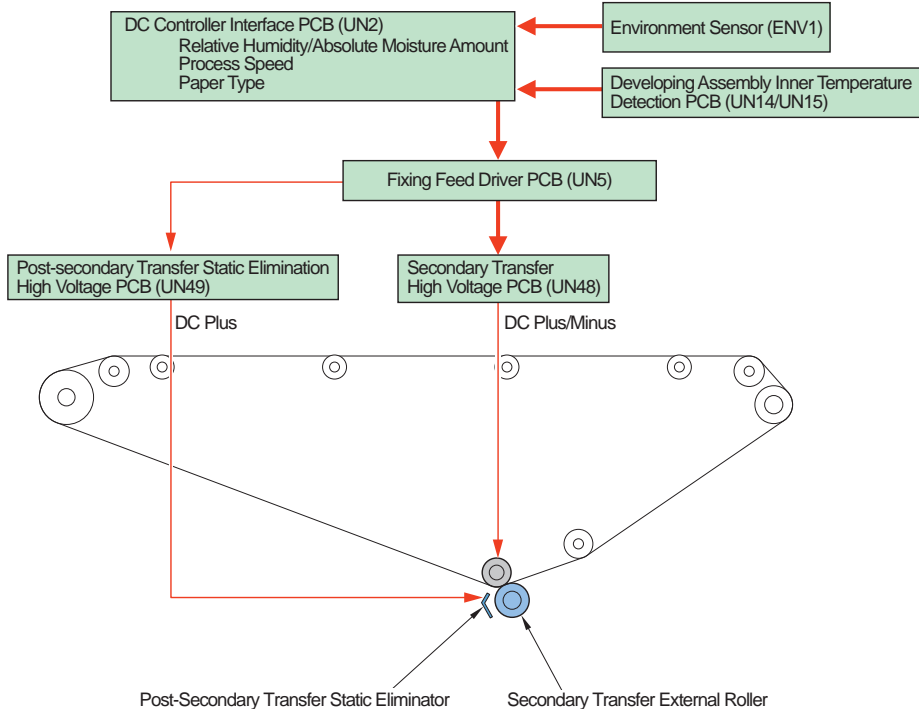 DC Controller Interface PCB (UN2)
Relative Humidity/Absolute Moisture Amount
Process Speed
Paper Type
Environment Sensor (ENV1)
Developing Assembly Inner Temperature
Detection PCB (UN14/UN15)
Fixing Feed Driver PCB (UN5)
Post-secondary Transfer Static Elimination
High Voltage PCB (UN49)
Secondary Transfer
High Voltage PCB (UN48)
DC Plus
DC Plus/Minus
Post-Secondary Transfer Static Eliminator
Secondary Transfer External Roller